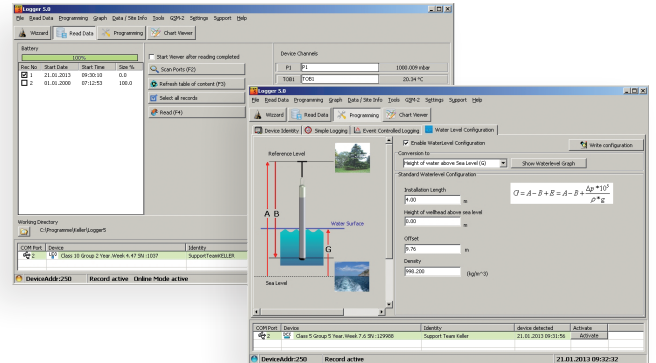 Logger 5.0
File Read Data Programming Graph Data / Site Info Tools GSM-2 Settings Support Help
Wizzard Read Data Programming Chart Viewer
Battery
100%
Rec No Start Date Start Time Size %
1 21.01.2013 09:30:10 0.0
2 01.01.2000 07:12:53 100.0
Start Viewer after reading completed
Scan Ports (F2)
Refresh table of content (F3)
Select all records
Read (F4)
Device Channels
P1 P1 1000.009 mbar
TOB1 TOB1 20.34 °C
Working Directory
C:\Programme\Keller\Logger5
COM Port Device Identity
2 Class 10 Group 2 Year.Week 4.47 SN :1037 SupportTeamKELLER
DeviceAddr:250 Record active Online Mode active
Logger 5.0
File Read Data Programming Graph Data / Site Info Tools GSM-2 Settings Support Help
Wizzard Read Data Programming Chart Viewer
Device Identity Simple Logging Event Controlled Logging Water Level Configuration
Reference Level
A B
Water Surface
G
Sea Level
Enable WaterLevel Configuration
Write configuration
Conversion to
Height of water above Sea Level (G)
Show Waterlevel Graph
Standard Waterlevel Configuration
Installation Length
4.00 m
Height of wellhead above sea level
0.00 m
Offset
9.76 m
Density
998.200 (kg/m^3)
G = A − B + E = A − B + Δp * 10⁵ / ρ * g
COM Port Device Identity device detected Activate
2 Class 5 Group 5 Year.Week 7.6 SN :129988 Support Team Keller 21.01.2013 09:31:56 Activate
DeviceAddr:250 Record active 21.01.2013 09:32:32